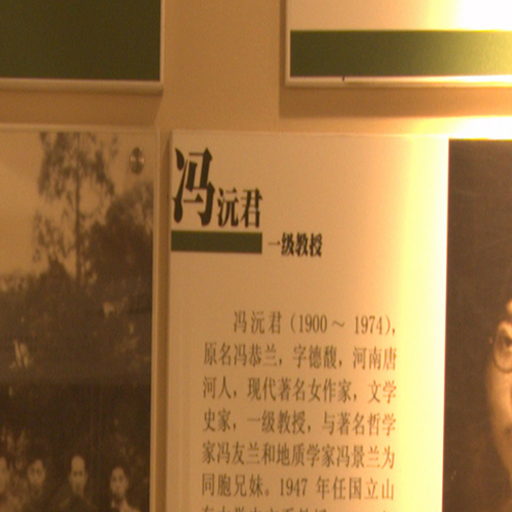 冯沅君
一级教授
冯沅君（1900～1974），
原名冯恭兰，字德馥，河南唐
河人，现代著名女作家，文学
史家，一级教授，与著名哲学
家冯友兰和地质学家冯景兰为
同胞兄妹。1947 年任国立山